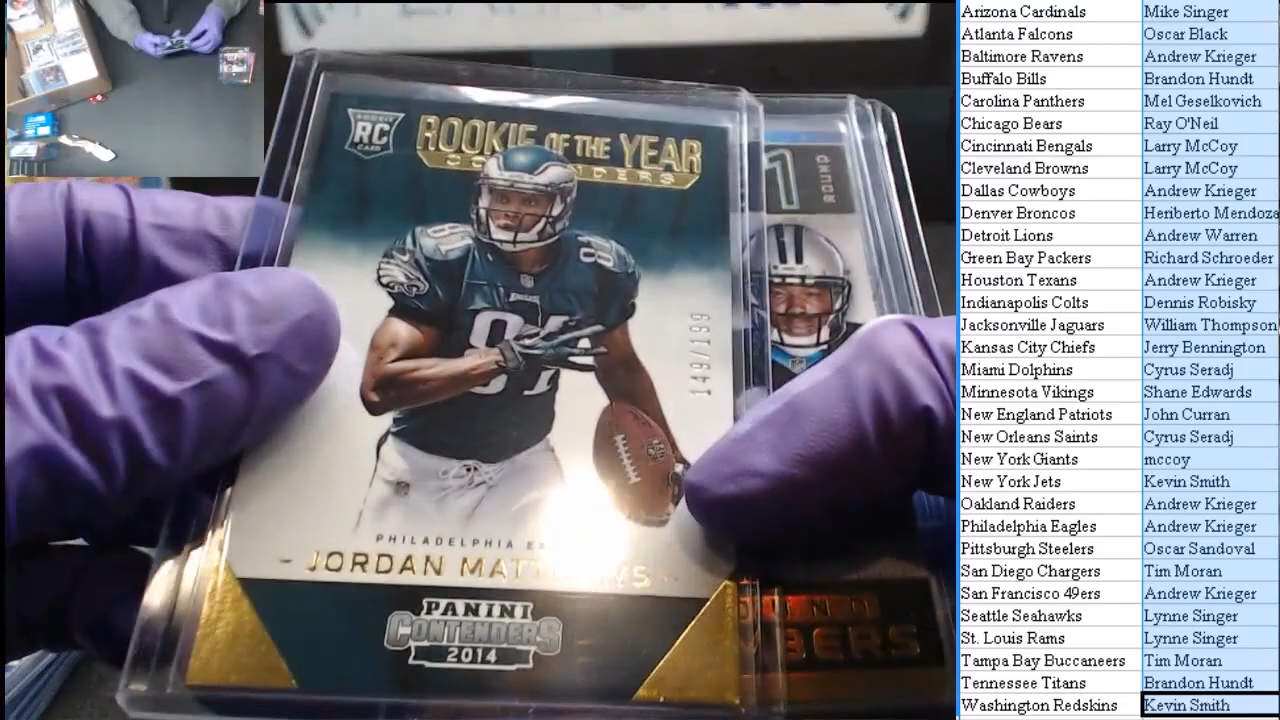 ROOKIE
RC
CARD
ROOKIE OF THE YEAR
CONTENDERS
81
84
81
149/199
PHILADELPHIA
JORDAN
PANINI
CONTENDERS
2014
1
Arizona Cardinals Mike Singer
Atlanta Falcons Oscar Black
Baltimore Ravens Andrew Krieger
Buffalo Bills Brandon Hundt
Carolina Panthers Mel Geselkovich
Chicago Bears Ray O'Neil
Cincinnati Bengals Larry McCoy
Cleveland Browns Larry McCoy
Dallas Cowboys Andrew Krieger
Denver Broncos Heriberto Mendoza
Detroit Lions Andrew Warren
Green Bay Packers Richard Schroeder
Houston Texans Andrew Krieger
Indianapolis Colts Dennis Robisky
Jacksonville Jaguars William Thompson
Kansas City Chiefs Jerry Bennington
Miami Dolphins Cyrus Seradj
Minnesota Vikings Shane Edwards
New England Patriots John Curran
New Orleans Saints Cyrus Seradj
New York Giants mccoy
New York Jets Kevin Smith
Oakland Raiders Andrew Krieger
Philadelphia Eagles Andrew Krieger
Pittsburgh Steelers Oscar Sandoval
San Diego Chargers Tim Moran
San Francisco 49ers Andrew Krieger
Seattle Seahawks Lynne Singer
St. Louis Rams Lynne Singer
Tampa Bay Buccaneers Tim Moran
Tennessee Titans Brandon Hundt
Washington Redskins Kevin Smith